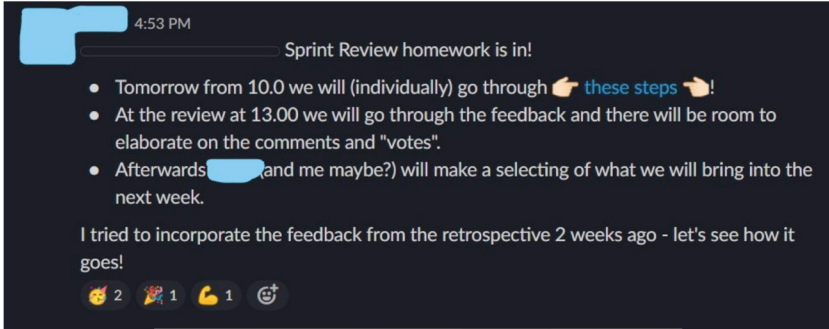 4:53 PM
Sprint Review homework is in!
Tomorrow from 10.0 we will (individually) go through 👉 these steps 👈!
At the review at 13.00 we will go through the feedback and there will be room to
elaborate on the comments and "votes".
Afterwards (and me maybe?) will make a selecting of what we will bring into the
next week.
I tried to incorporate the feedback from the retrospective 2 weeks ago - let's see how it
goes!
🥳 2 🎉 1 💪 1